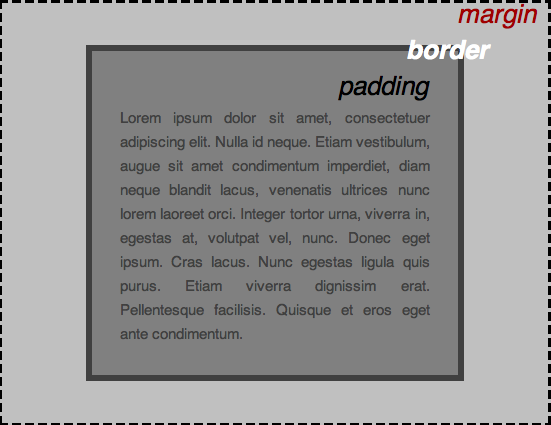 margin
border
padding
Lorem ipsum dolor sit amet, consectetuer
adipiscing elit. Nulla id neque. Etiam vestibulum,
augue sit amet condimentum imperdiet, diam
neque blandit lacus, venenatis ultrices nunc
lorem laoreet orci. Integer tortor urna, viverra in,
egestas at, volutpat vel, nunc. Donec eget
ipsum. Cras lacus. Nunc egestas ligula quis
purus. Etiam viverra dignissim erat.
Pellentesque facilisis. Quisque et eros eget
ante condimentum.